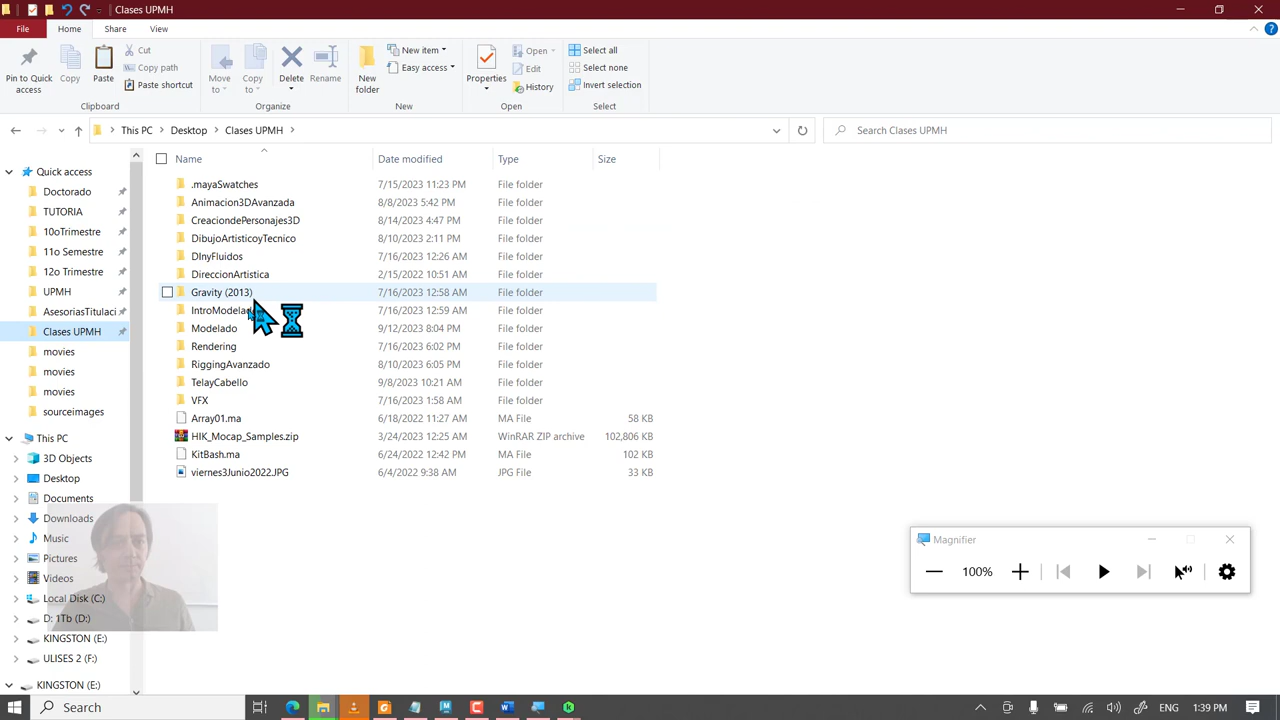 Clases UPMH
File Home Share View
Pin to Quick access
Copy
Paste
Cut
Copy path
Paste shortcut
Clipboard
Move to
Copy to
Delete
Rename
Organize
New folder
New item
Easy access
New
Properties
Open
Edit
History
Open
Select all
Select none
Invert selection
Select
This PC > Desktop > Clases UPMH >
Search Clases UPMH
Name Date modified Type Size
.mayaSwatches 7/15/2023 11:23 PM File folder
Animacion3DAvanzada 8/8/2023 5:42 PM File folder
CreaciondePersonajes3D 8/14/2023 4:47 PM File folder
DibujoArtisticoyTecnico 8/10/2023 2:11 PM File folder
DInyFluidos 7/16/2023 12:26 AM File folder
DireccionArtistica 2/15/2022 10:51 AM File folder
Gravity (2013) 7/16/2023 12:58 AM File folder
IntroModelad 7/16/2023 12:59 AM File folder
Modelado 9/12/2023 8:04 PM File folder
Rendering 7/16/2023 6:02 PM File folder
RiggingAvanzado 8/10/2023 6:05 PM File folder
TelayCabello 9/8/2023 10:21 AM File folder
VFX 7/16/2023 1:58 AM File folder
Array01.ma 6/18/2022 11:27 AM MA File 58 KB
HIK_Mocap_Samples.zip 3/24/2023 12:25 AM WinRAR ZIP archive 102,806 KB
KitBash.ma 6/24/2022 12:42 PM MA File 102 KB
viernes3Junio2022.JPG 6/4/2022 9:38 AM JPG File 33 KB
Quick access
Doctorado
TUTORIA
10oTrimestre
11o Semestre
12o Trimestre
UPMH
AsesoriasTitulaci
Clases UPMH
movies
movies
movies
sourceimages
This PC
3D Objects
Desktop
Documents
Downloads
Music
Pictures
Videos
Local Disk (C:)
D: 1Tb (D:)
KINGSTON (E:)
ULISES 2 (F:)
KINGSTON (E:)
Magnifier
100%
Search
ENG 1:39 PM